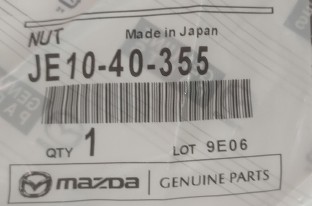 NUT Made in Japan
JE10-40-355
QTY 1 LOT 9E06
mazda GENUINE PARTS